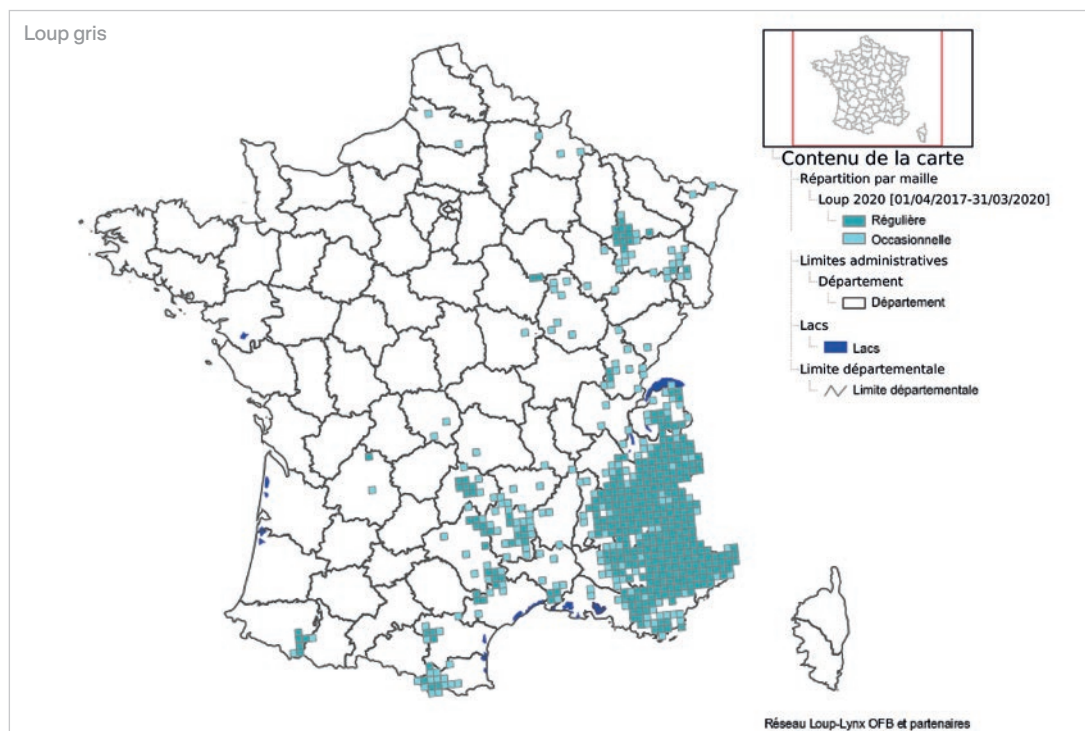 Loup gris
Contenu de la carte
Répartition par maille
Loup 2020 [01/04/2017-31/03/2020]
Régulière
Occasionnelle
Limites administratives
Département
Département
Lacs
Lacs
Limite départementale
Limite départementale
Réseau Loup-Lynx OFB et partenaires